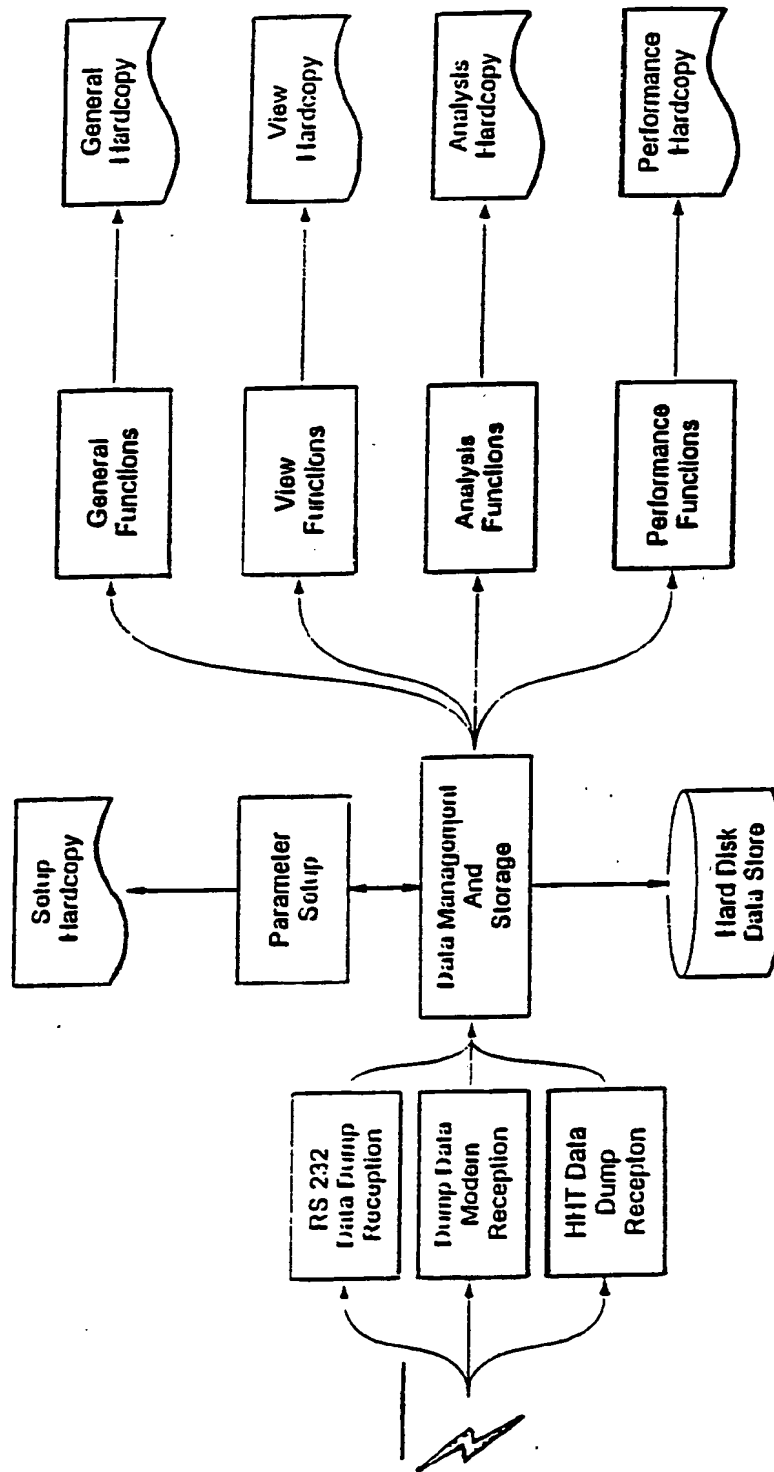 Setup
Hardcopy
Parameter
Setup
RS 232
Data Dump
Reception
Dump Data
Modem
Reception
HHT Data
Dump
Recepton
Data Management
And
Storage
Hard Disk
Data Store
General
Functions
View
Functions
Analysis
Functions
Performance
Functions
General
Hardcopy
View
Hardcopy
Analysis
Hardcopy
Performance
Hardcopy